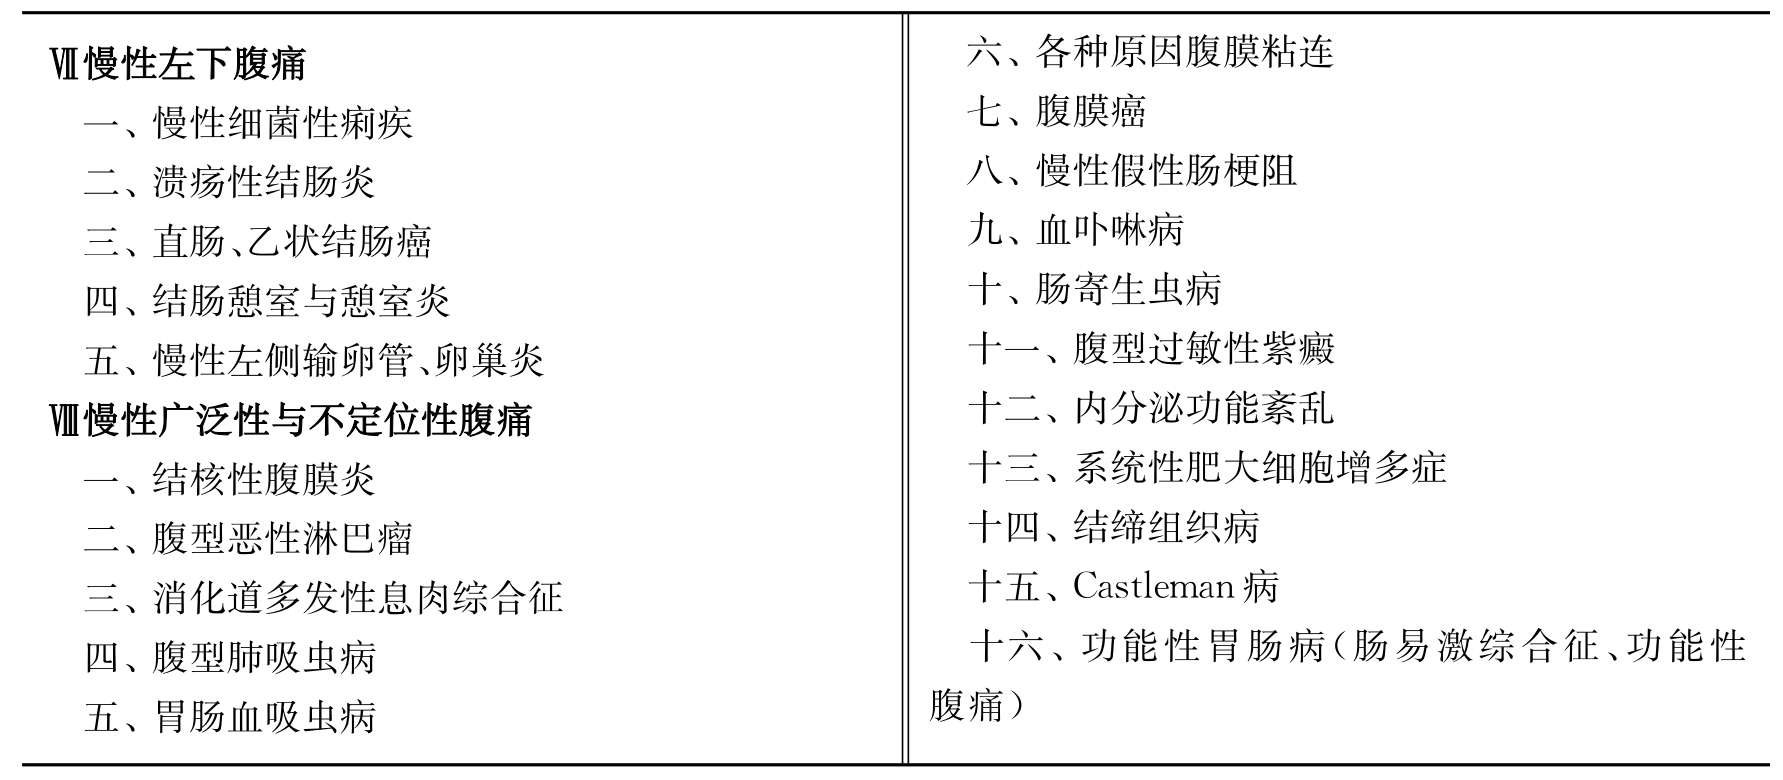 Ⅶ慢性左下腹痛
一、慢性细菌性痢疾
二、溃疡性结肠炎
三、直肠、乙状结肠癌
四、结肠憩室与憩室炎
五、慢性左侧输卵管、卵巢炎
Ⅷ慢性广泛性与不定位性腹痛
一、结核性腹膜炎
二、腹型恶性淋巴瘤
三、消化道多发性息肉综合征
四、腹型肺吸虫病
五、胃肠血吸虫病
六、各种原因腹膜粘连
七、腹膜癌
八、慢性假性肠梗阻
九、血卟啉病
十、肠寄生虫病
十一、腹型过敏性紫癜
十二、内分泌功能紊乱
十三、系统性肥大细胞增多症
十四、结缔组织病
十五、Castleman病
十六、功能性胃肠病（肠易激综合征、功能性
腹痛）